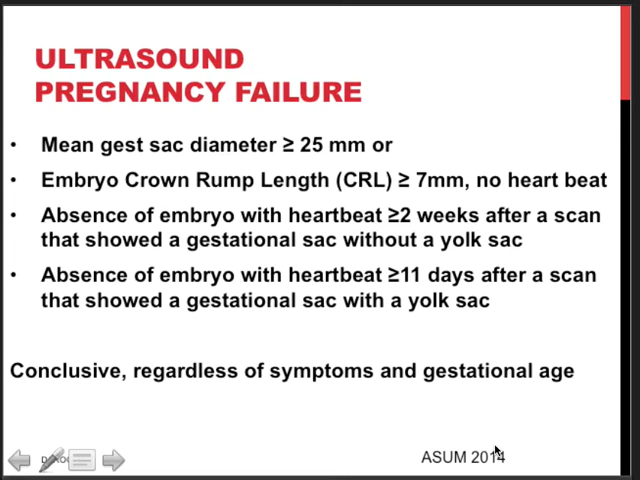 ULTRASOUND
PREGNANCY FAILURE
• Mean gest sac diameter ≥ 25 mm or
• Embryo Crown Rump Length (CRL) ≥ 7mm, no heart beat
• Absence of embryo with heartbeat ≥2 weeks after a scan
that showed a gestational sac without a yolk sac
• Absence of embryo with heartbeat ≥11 days after a scan
that showed a gestational sac with a yolk sac
Conclusive, regardless of symptoms and gestational age
ASUM 2014